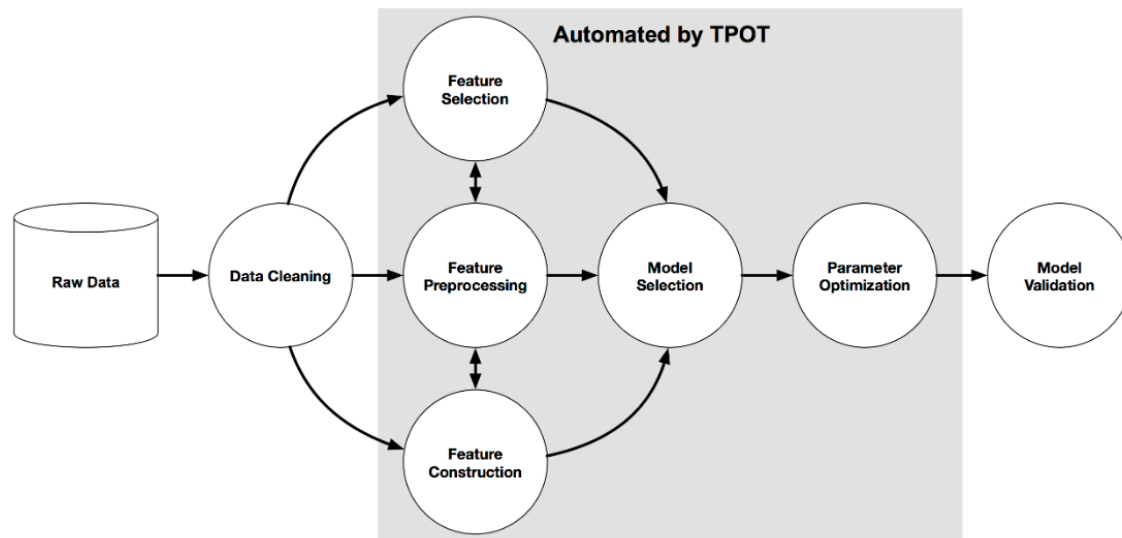 Automated by TPOT
Feature
Selection
Raw Data
Data Cleaning
Feature
Preprocessing
Model
Selection
Parameter
Optimization
Model
Validation
Feature
Construction